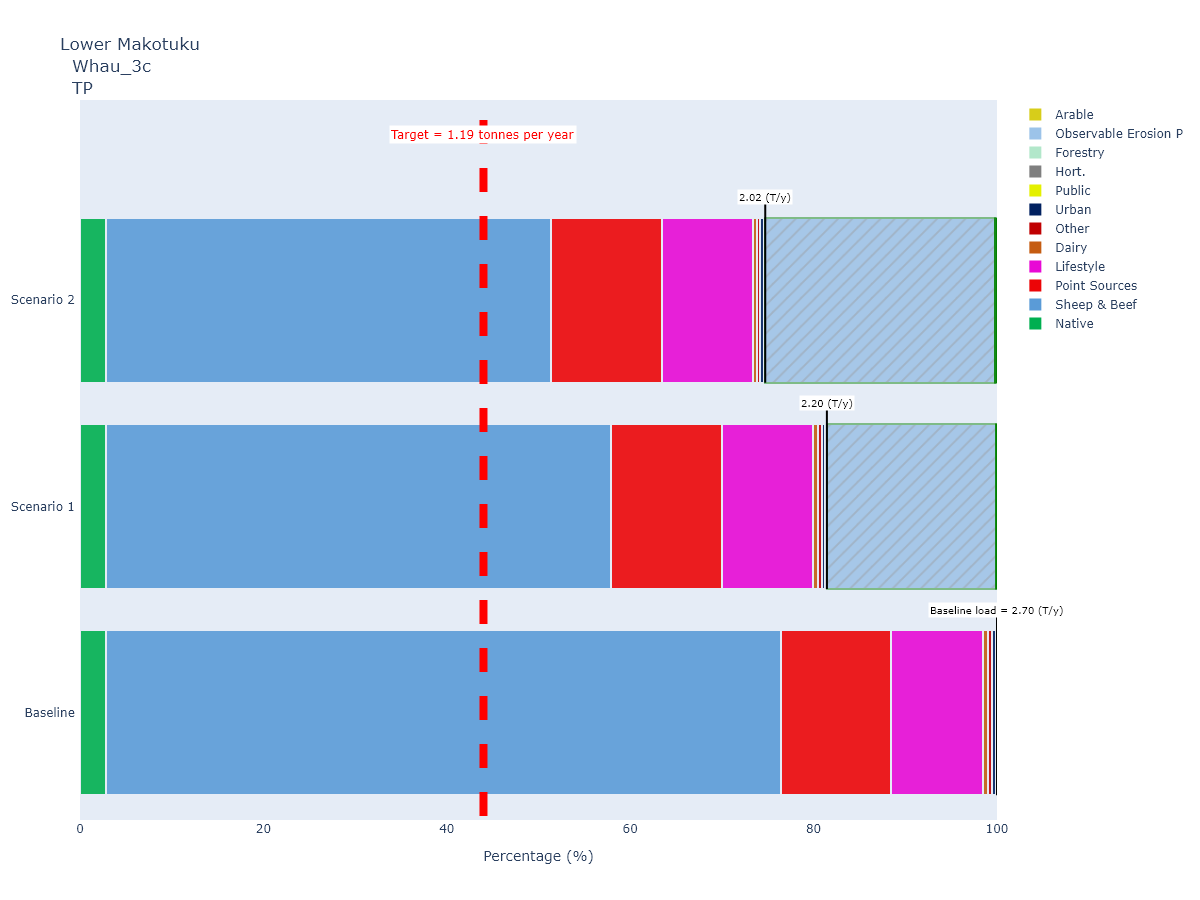 Lower Makotuku
Whau_3c
TP
Target = 1.19 tonnes per year
2.02 (T/y)
Scenario 2
2.20 (T/y)
Scenario 1
Baseline load = 2.70 (T/y)
Baseline
0 20 40 60 80 100
Percentage (%)
Arable
Observable Erosion P
Forestry
Hort.
Public
Urban
Other
Dairy
Lifestyle
Point Sources
Sheep & Beef
Native